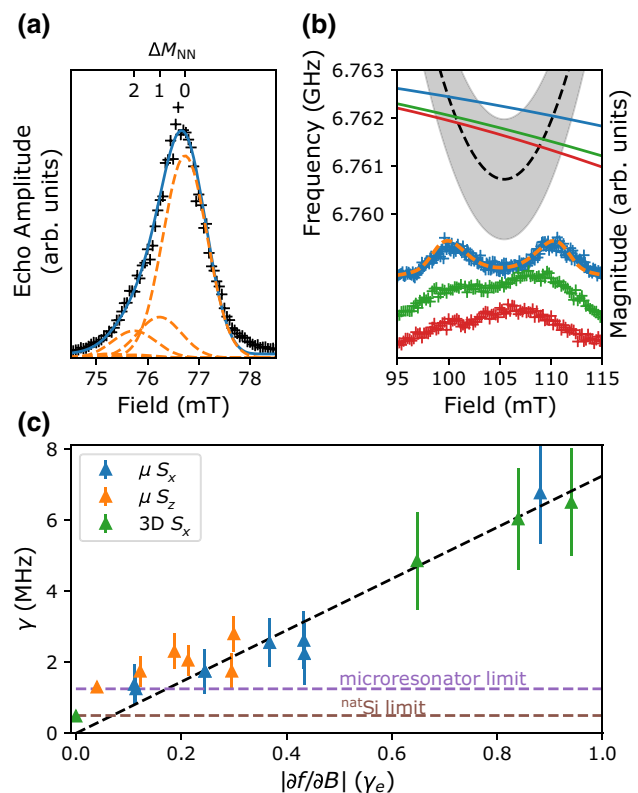 (a)
ΔM_NN
2 1 0
Echo Amplitude
(arb. units)
75 76 77 78
Field (mT)
(b)
Frequency (GHz)
6.763
6.762
6.761
6.760
Magnitude (arb. units)
95 100 105 110 115
Field (mT)
(c)
γ (MHz)
8
6
4
2
0
μ S_x
μ S_z
3D S_x
microresonator limit
^natSi limit
0.0 0.2 0.4 0.6 0.8 1.0
|∂f/∂B| (γ_e)